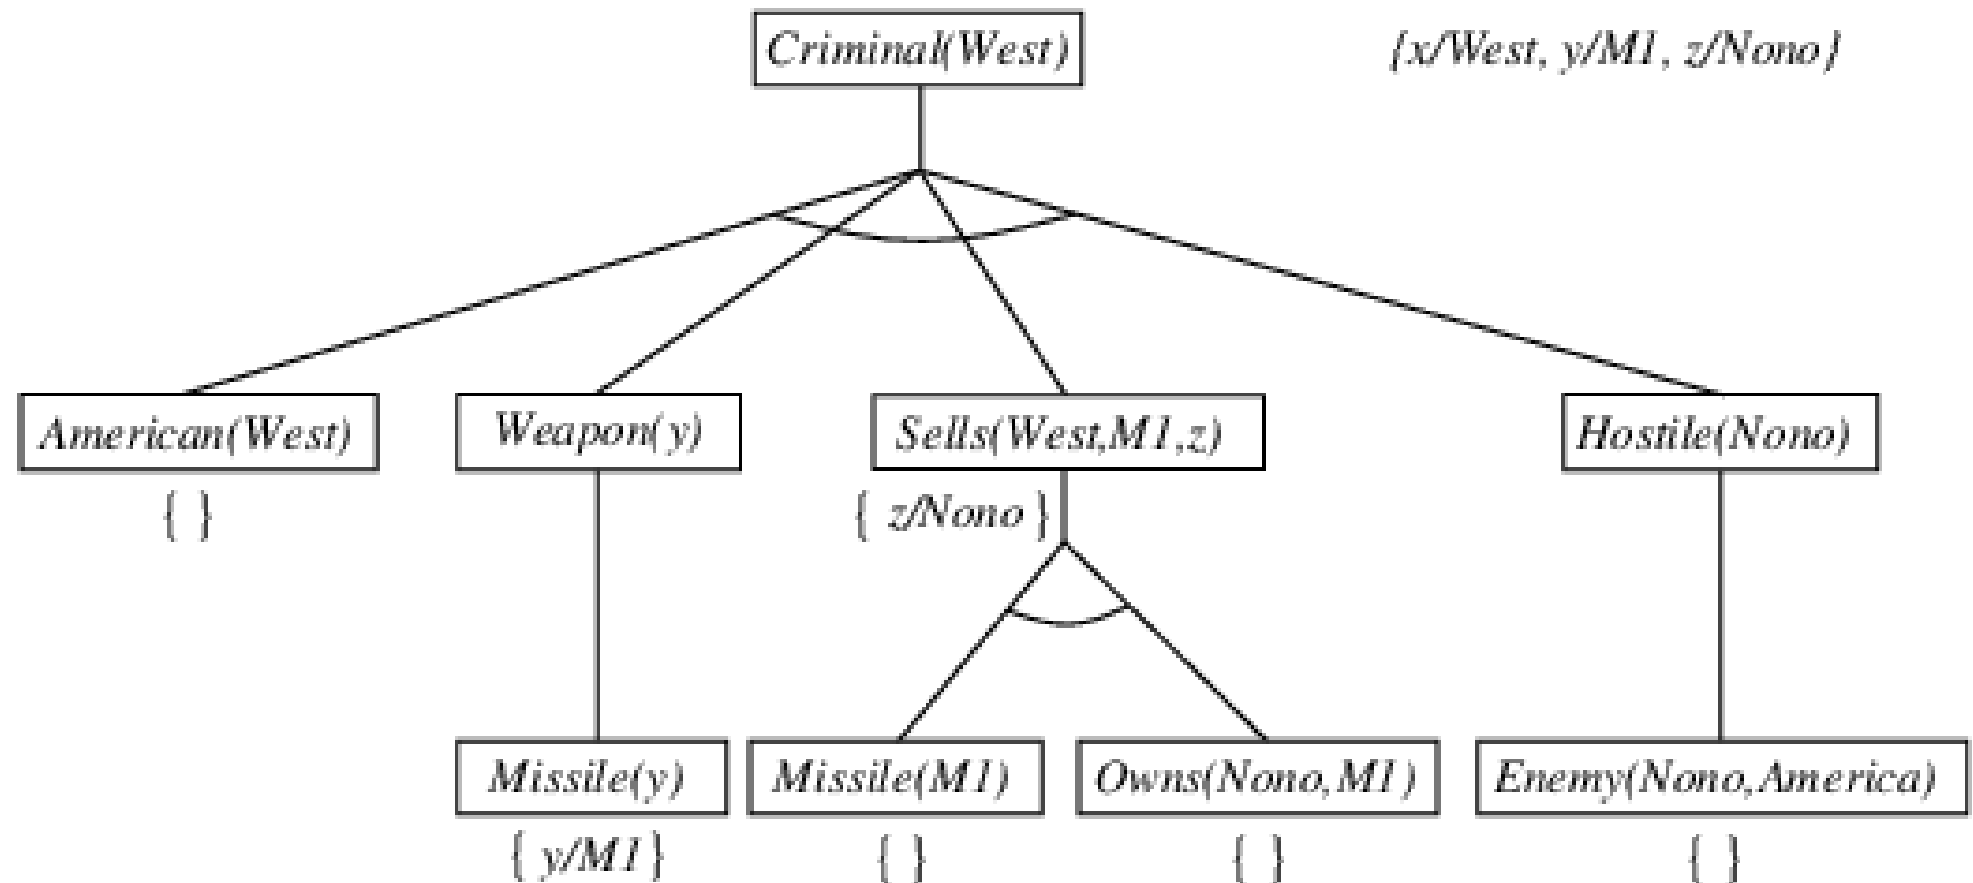 Criminal(West)
{x/West, y/M1, z/Nono}
American(West)
Weapon(y)
Sells(West,M1,z)
Hostile(Nono)
{ }
{ z/Nono }
Missile(y)
Missile(M1)
Owns(Nono,M1)
Enemy(Nono,America)
{ y/M1}
{ }
{ }
{ }